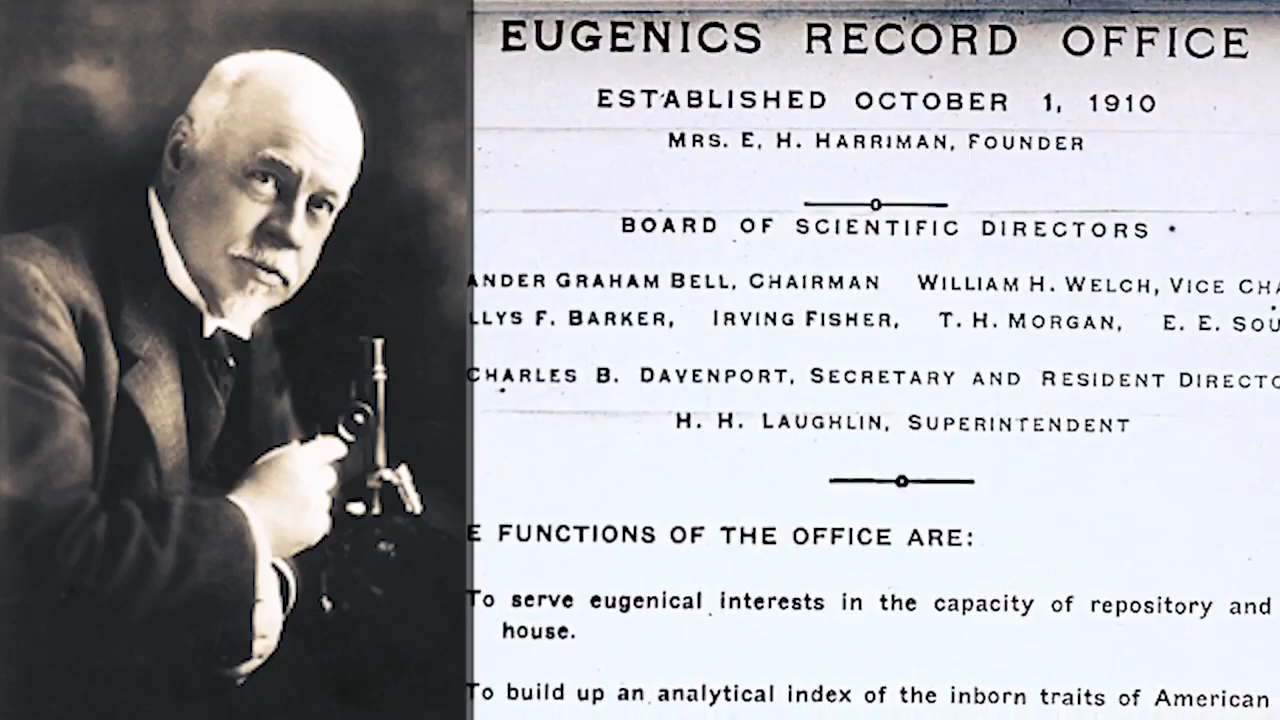 EUGENICS RECORD OFFICE
ESTABLISHED OCTOBER 1, 1910
MRS. E. H. HARRIMAN, FOUNDER
BOARD OF SCIENTIFIC DIRECTORS
ANDER GRAHAM BELL, CHAIRMAN WILLIAM H. WELCH, VICE CHA
LLYS F. BARKER, IRVING FISHER, T. H. MORGAN, E. E. SOU
CHARLES B. DAVENPORT, SECRETARY AND RESIDENT DIRECTO
H. H. LAUGHLIN, SUPERINTENDENT
E FUNCTIONS OF THE OFFICE ARE:
To serve eugenical interests in the capacity of repository and
house.
To build up an analytical index of the inborn traits of American